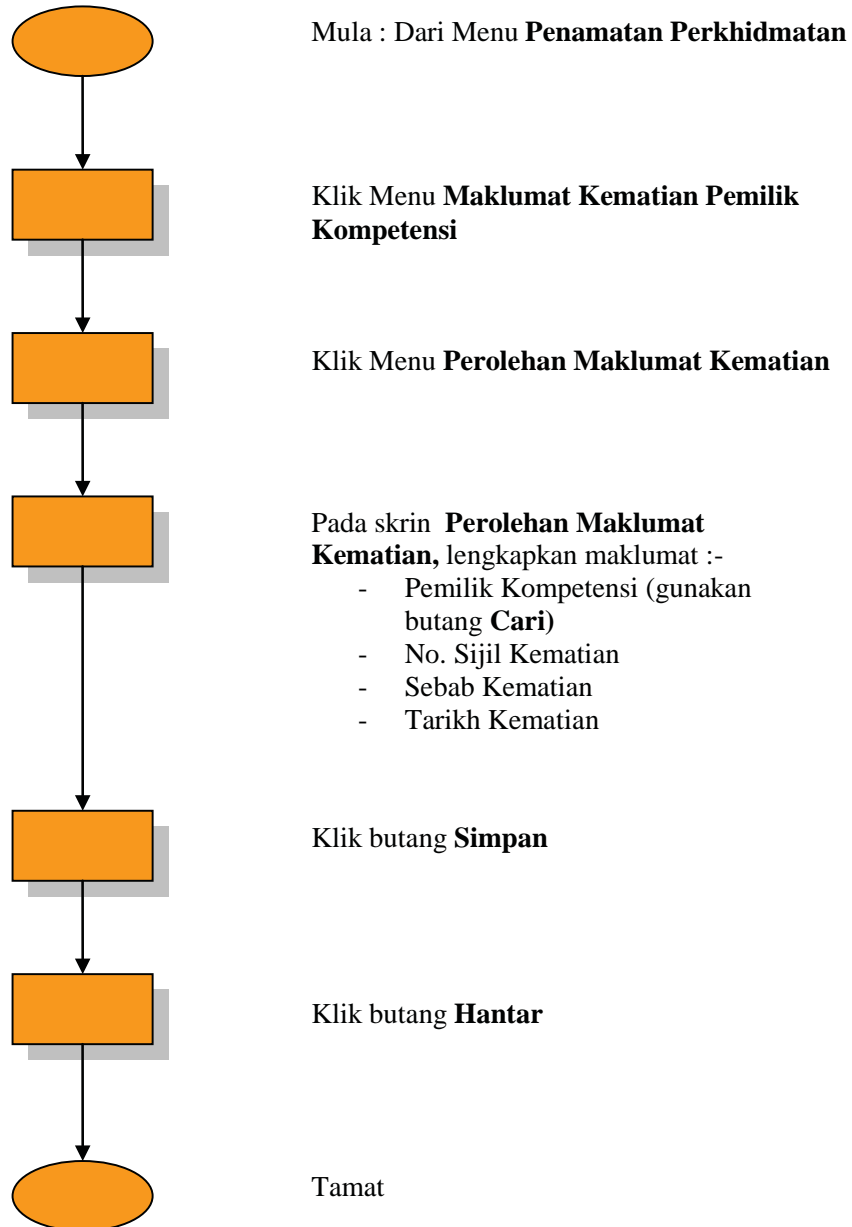 Mula : Dari Menu Penamatan Perkhidmatan
Klik Menu Maklumat Kematian Pemilik
Kompetensi
Klik Menu Perolehan Maklumat Kematian
Pada skrin Perolehan Maklumat
Kematian, lengkapkan maklumat :-
- Pemilik Kompetensi (gunakan
butang Cari)
- No. Sijil Kematian
- Sebab Kematian
- Tarikh Kematian
Klik butang Simpan
Klik butang Hantar
Tamat